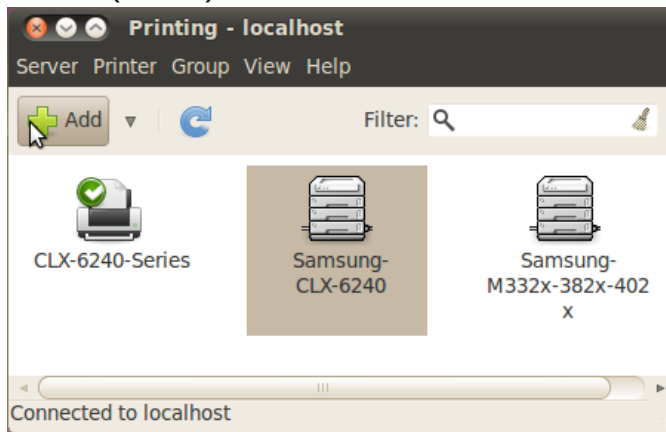 Printing - localhost
Server Printer Group View Help
Add Filter:
CLX-6240-Series
Samsung-
CLX-6240
Samsung-
M332x-382x-402
x
Connected to localhost